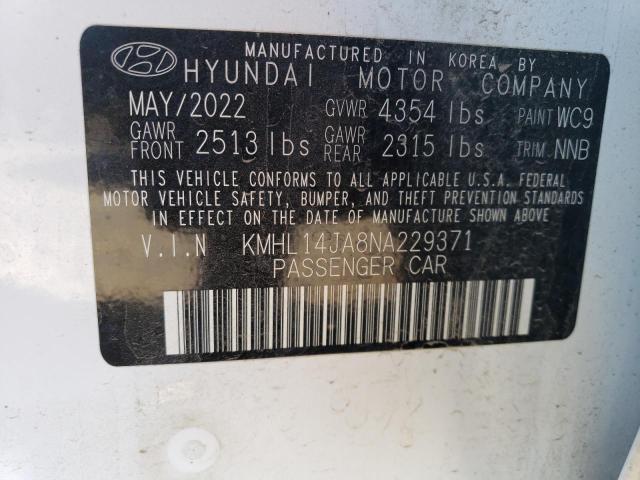 MANUFACTURED IN KOREA BY
HYUNDAI MOTOR COMPANY
MAY/2022 GVWR 4354 lbs PAINT WC9
GAWR FRONT 2513 lbs GAWR REAR 2315 lbs TRIM NNB
THIS VEHICLE CONFORMS TO ALL APPLICABLE U.S.A. FEDERAL
MOTOR VEHICLE SAFETY, BUMPER, AND THEFT PREVENTION STANDARDS
IN EFFECT ON THE DATE OF MANUFACTURE SHOWN ABOVE
V.I.N KMHL14JA8NA229371
PASSENGER CAR